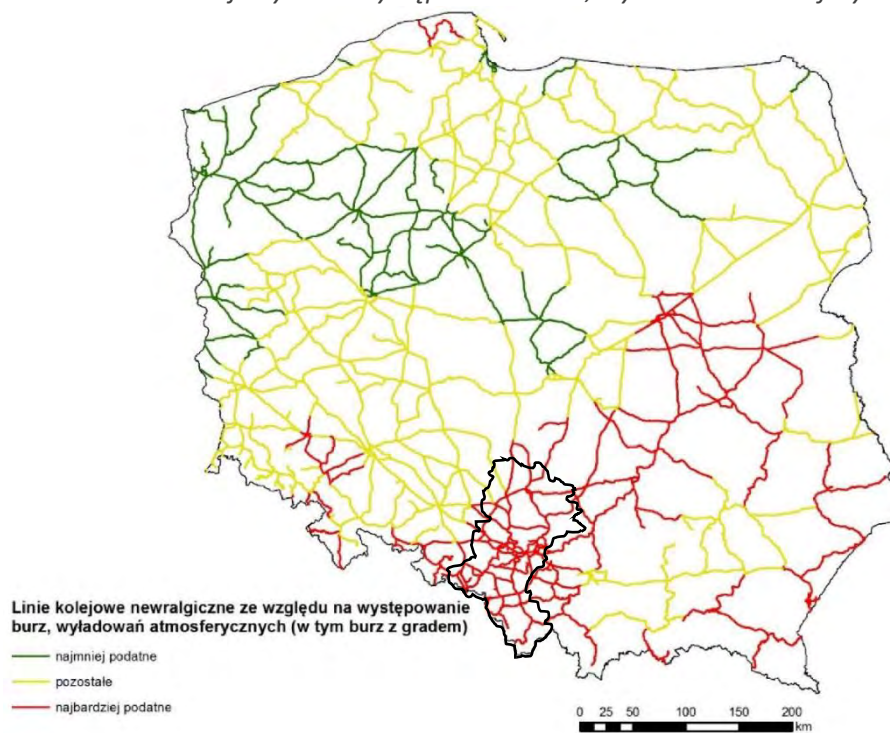 Linie kolejowe newralgiczne ze względu na występowanie
burz, wyładowań atmosferycznych (w tym burz z gradem)
najmniej podatne
pozostałe
najbardziej podatne
0 25 50 100 150 200
km